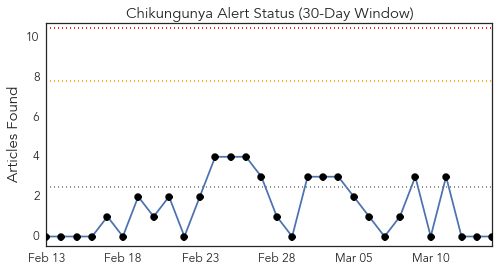 Chikungunya Alert Status (30-Day Window)
Articles Found
10
8
6
4
2
0
Feb 13 Feb 18 Feb 23 Feb 28 Mar 05 Mar 10